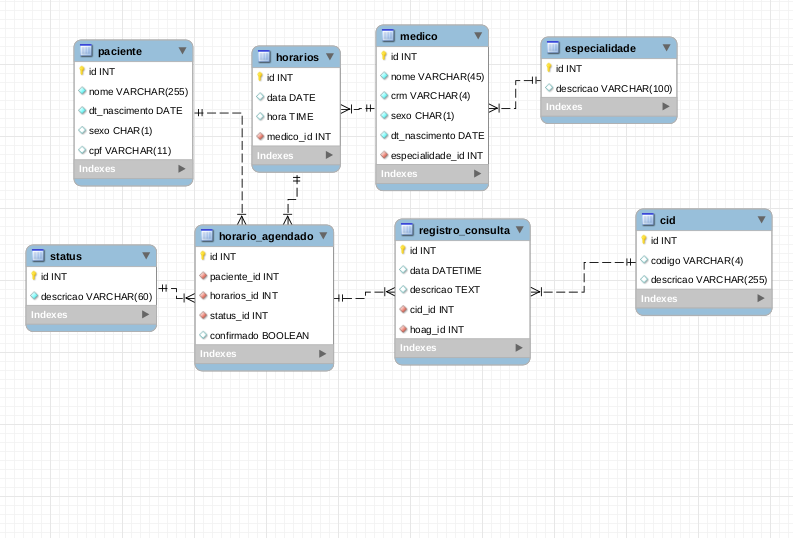 paciente
id INT
nome VARCHAR(255)
dt_nascimento DATE
sexo CHAR(1)
cpf VARCHAR(11)
Indexes
horarios
id INT
data DATE
hora TIME
medico_id INT
Indexes
medico
id INT
nome VARCHAR(45)
crm VARCHAR(4)
sexo CHAR(1)
dt_nascimento DATE
especialidade_id INT
Indexes
especialidade
id INT
descricao VARCHAR(100)
Indexes
status
id INT
descricao VARCHAR(60)
Indexes
horario_agendado
id INT
paciente_id INT
horarios_id INT
status_id INT
confirmado BOOLEAN
Indexes
registro_consulta
id INT
data DATETIME
descricao TEXT
cid_id INT
hoag_id INT
Indexes
cid
id INT
codigo VARCHAR(4)
descricao VARCHAR(255)
Indexes